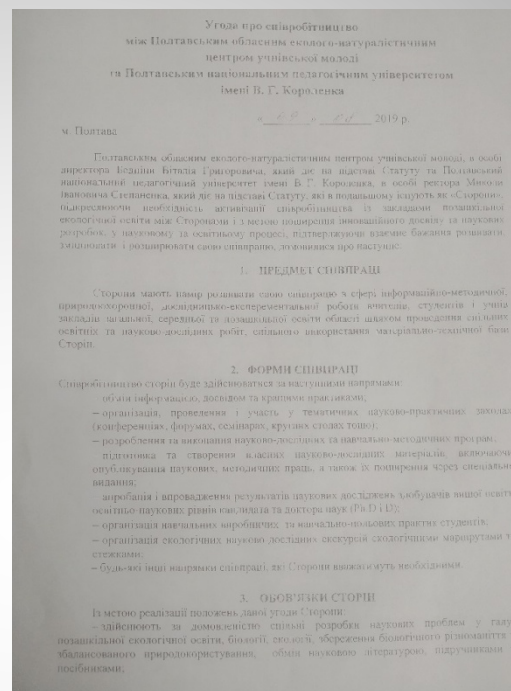 Угода про співробітництво
між Полтавським обласним еколого-натуралістичним
центром учнівської молоді
та Полтавським національним педагогічним університетом
імені В. Г. Короленка
2019 р.
м. Полтава
Полтавським обласним еколого-натуралістичним центром учнівської молоді, в особі
директора Віталія Григоровича, який діє на підставі Статуту та Полтавський
національний педагогічний університет імені В. Г. Короленка, в особі ректора Миколи
Івановича Степаненка, який діє на підставі Статуту, які в подальшому існують як «Сторони»,
підкреслюючи необхідність активізації співробітництва із закладами позашкільної
екологічної освіти між Сторонами і з метою поширення інноваційного досвіду та наукових
розробок, у науковому та освітньому процесі, підтверджуючи взаємне бажання розвивати,
зміцнювати і розширювати свою співпрацю, домовилися про наступне:
1. ПРЕДМЕТ СПІВПРАЦІ
Сторони мають намір розвивати свою співпрацю в сфері інформаційно-методичної,
природоохоронної, дослідницько-експерементальної роботи вчителів, студентів і учнів
закладів загальної, середньої та позашкільної освіти області шляхом проведення спільних
освітніх та науково-дослідних робіт, спільного використання матеріально-технічної бази
Сторін.
2. ФОРМИ СПІВПРАЦІ
Співробітництво сторін буде здійснюватися за наступними напрямами:
обмін інформацією, досвідом та кращими практиками;
– організація, проведення і участь у тематичних науково-практичних заходах
(конференціях, форумах, семінарах, круглих столах тощо);
– розроблення та виконання науково-дослідних та навчально-методичних програм;
підготовка та створення власних науково-дослідних матеріалів, включаючи
опублікування наукових, методичних праць, а також їх поширення через спеціальні
видання;
апробація і впровадження результатів наукових досліджень здобувачів вищої освіти
освітньо-наукових рівнів кандидата та доктора наук (Ph D і D);
– організація навчальних виробничих та навчально-польових практик студентів;
– організація екологічних науково-дослідних екскурсій екологічними маршрутами та
стежками;
– будь-які інші напрямки співпраці, які Сторони вважатимуть необхідними.
3. ОБОВ'ЯЗКИ СТОРІН
Із метою реалізації положень даної угоди Сторони:
– здійснюють за домовленістю спільні розробки наукових проблем у галузі
позашкільної екологічної освіти, біології, екології, збереження біологічного різноманіття
збалансованого природокористування, обмін науковою літературою, підручниками
посібниками;